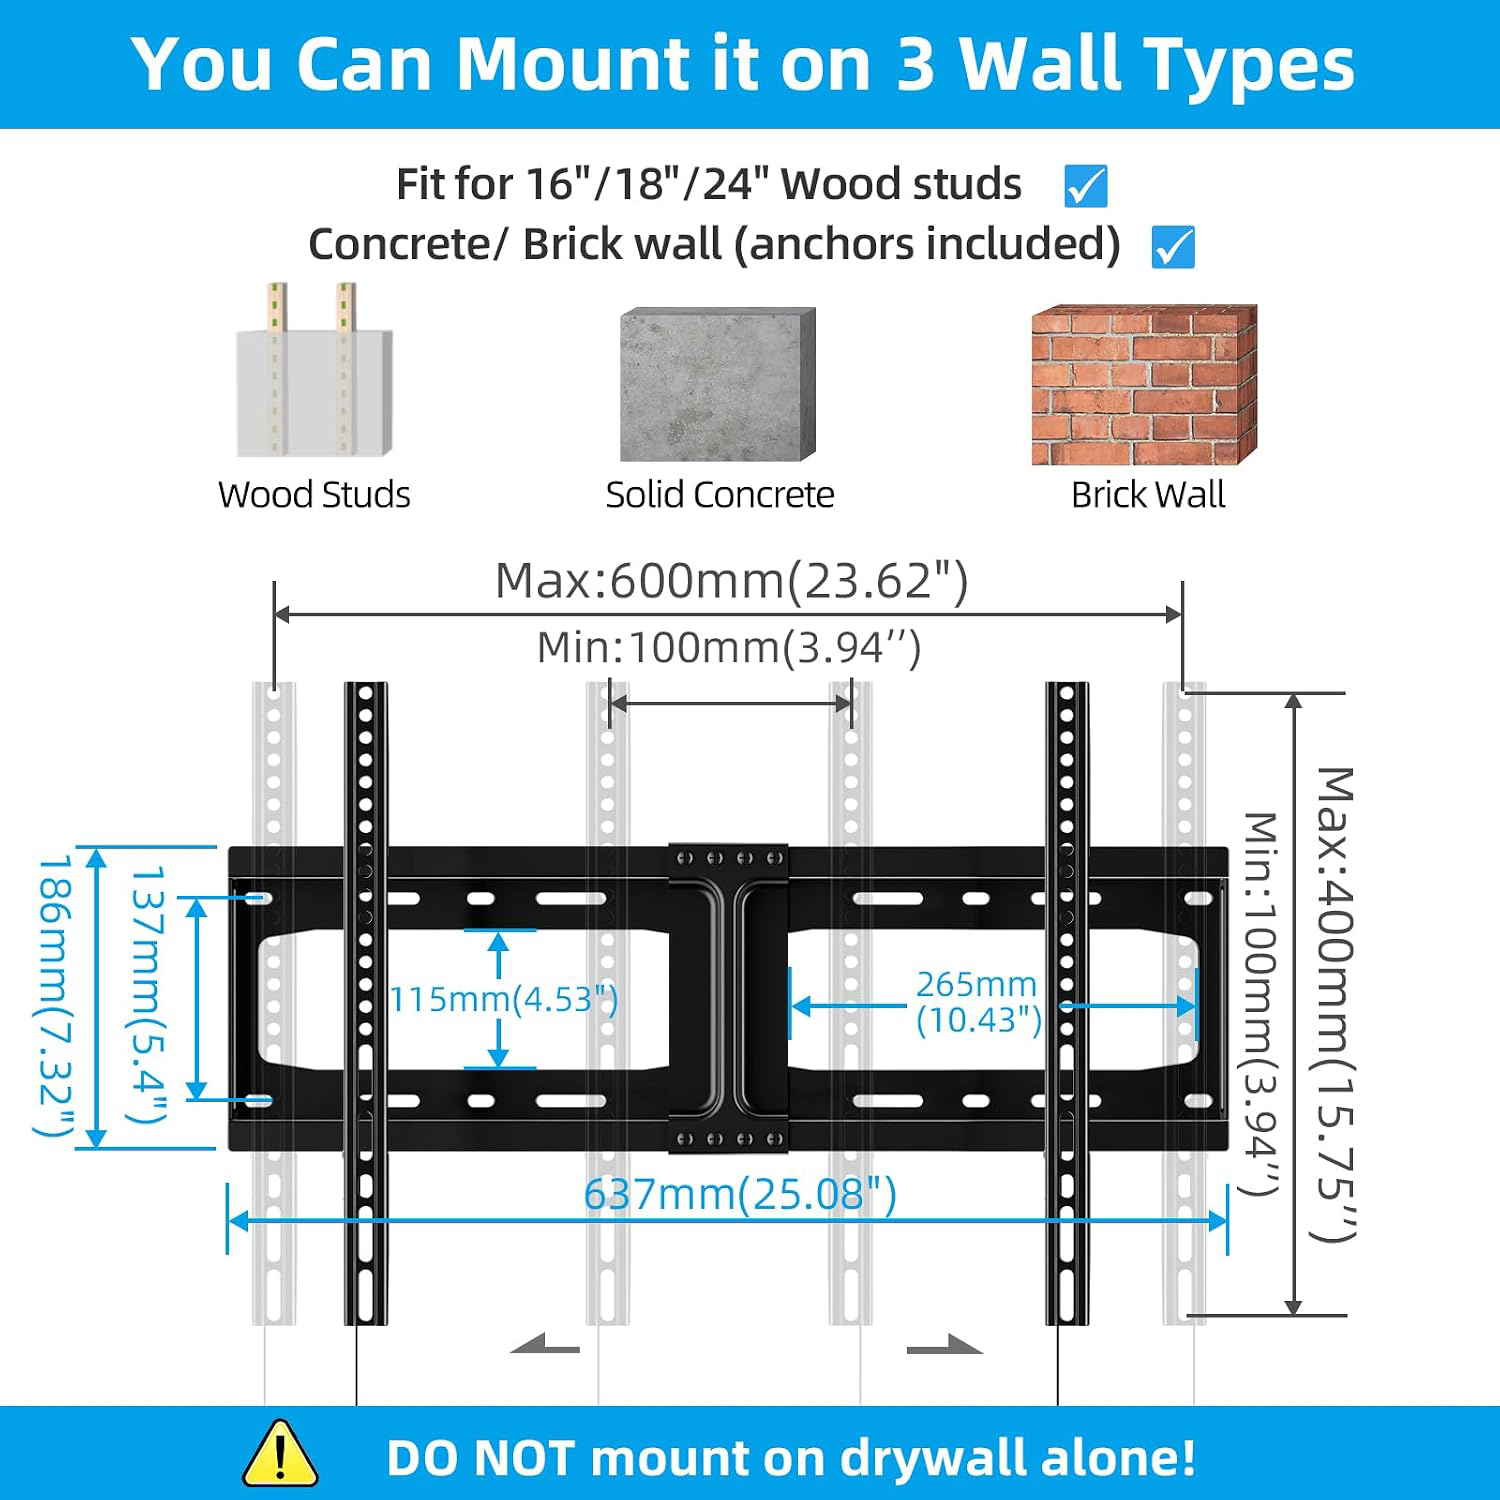 You Can Mount it on 3 Wall Types
Fit for 16"/18"/24" Wood studs
Concrete/ Brick wall (anchors included)
Wood Studs
Solid Concrete
Brick Wall
Max:600mm(23.62")
Min:100mm(3.94’’)
186mm(7.32")
137mm(5.4")
115mm(4.53")
265mm
(10.43")
Min:100mm(3.94’’)
Max:400mm(15.75’’)
637mm(25.08")
DO NOT mount on drywall alone!